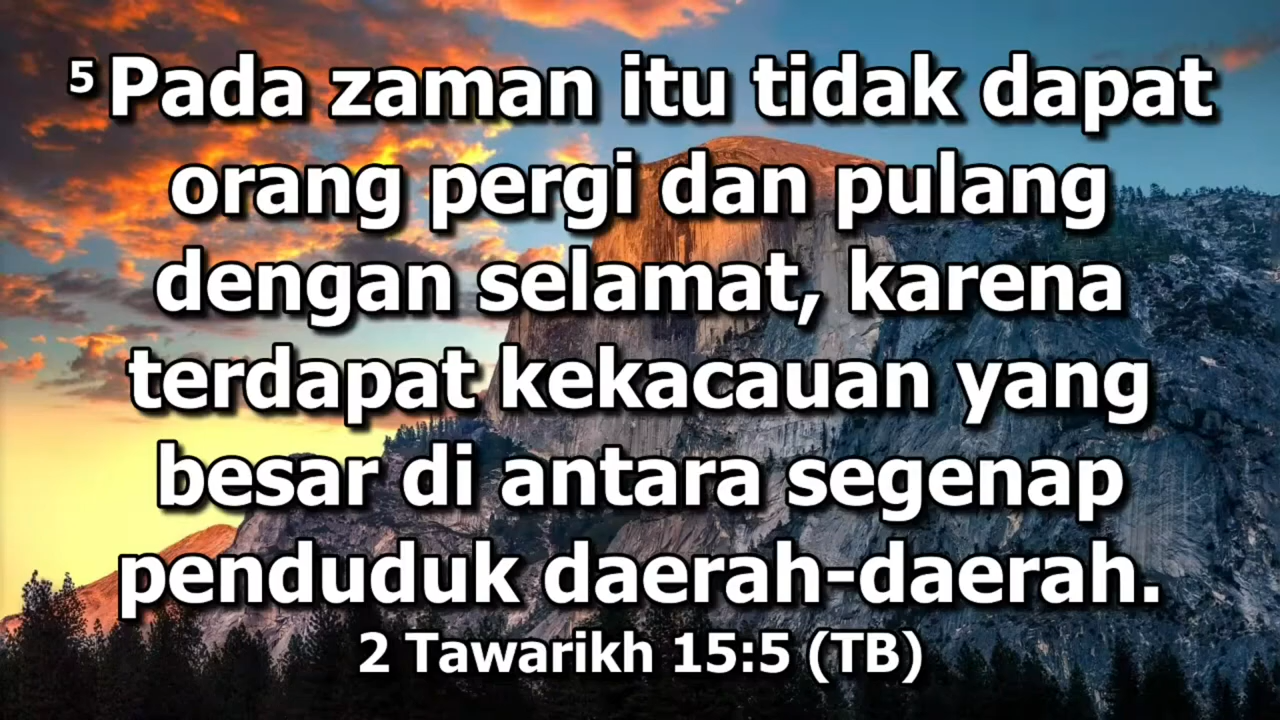 5 Pada zaman itu tidak dapat
orang pergi dan pulang
dengan selamat, karena
terdapat kekacauan yang
besar di antara segenap
penduduk daerah-daerah.
2 Tawarikh 15:5 (TB)